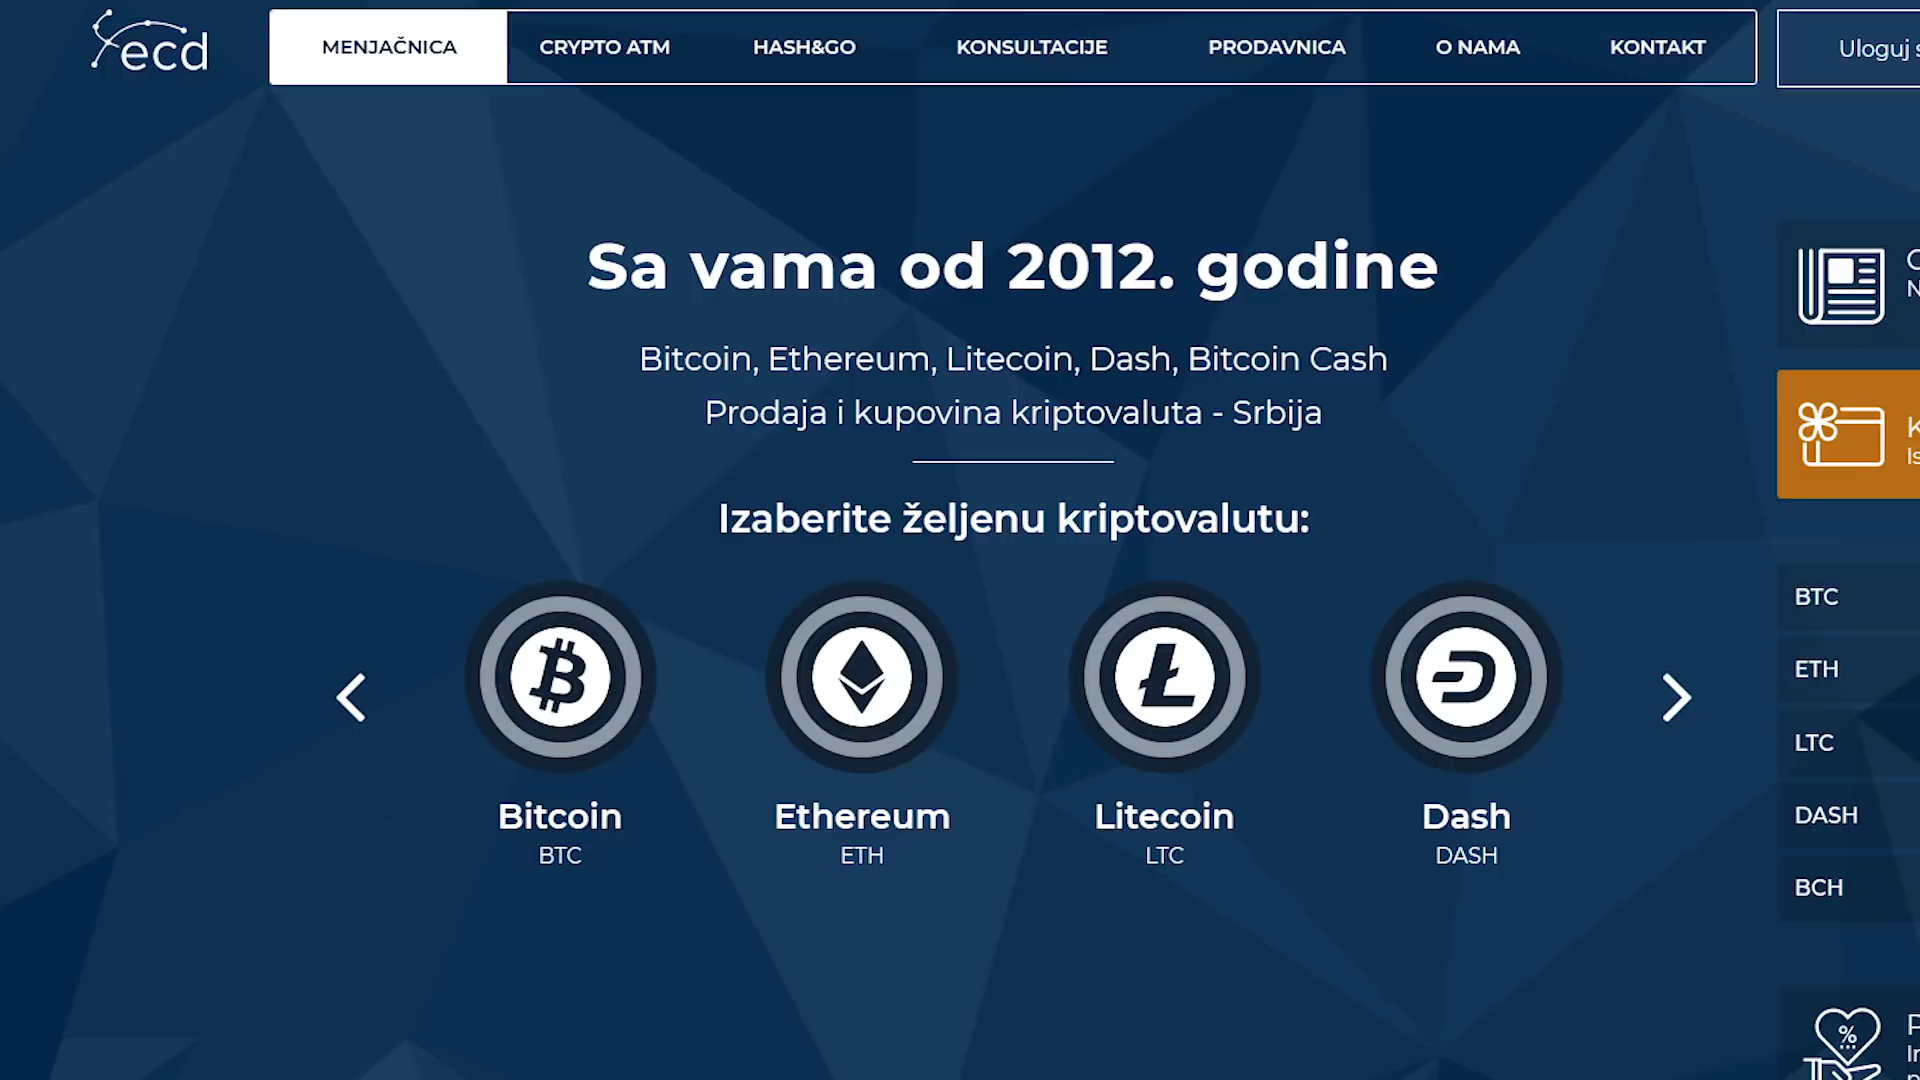 ecd
MENJAČNICA
CRYPTO ATM
HASH&GO
KONSULTACIJE
PRODAVNICA
O NAMA
KONTAKT
Uloguj
Sa vama od 2012. godine
Bitcoin, Ethereum, Litecoin, Dash, Bitcoin Cash
Prodaja i kupovina kriptovaluta - Srbija
Izaberite željenu kriptovalutu:
Bitcoin
BTC
Ethereum
ETH
Litecoin
LTC
Dash
DASH
BTC
ETH
LTC
DASH
BCH
%